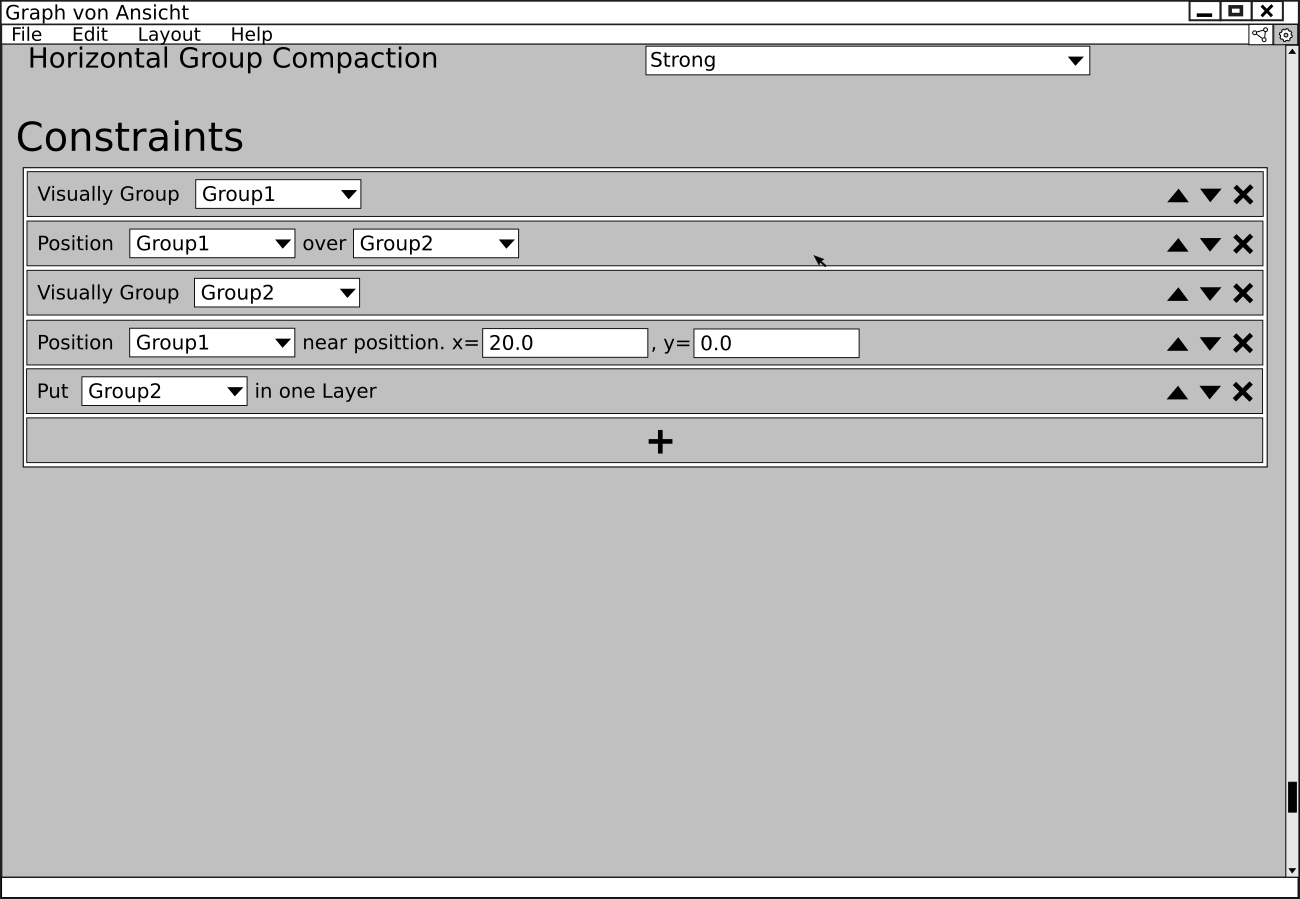 Graph von Ansicht
File Edit Layout Help
Horizontal Group Compaction Strong
Constraints
Visually Group Group1
Position Group1 over Group2
Visually Group Group2
Position Group1 near posittion. x= 20.0 , y= 0.0
Put Group2 in one Layer
+